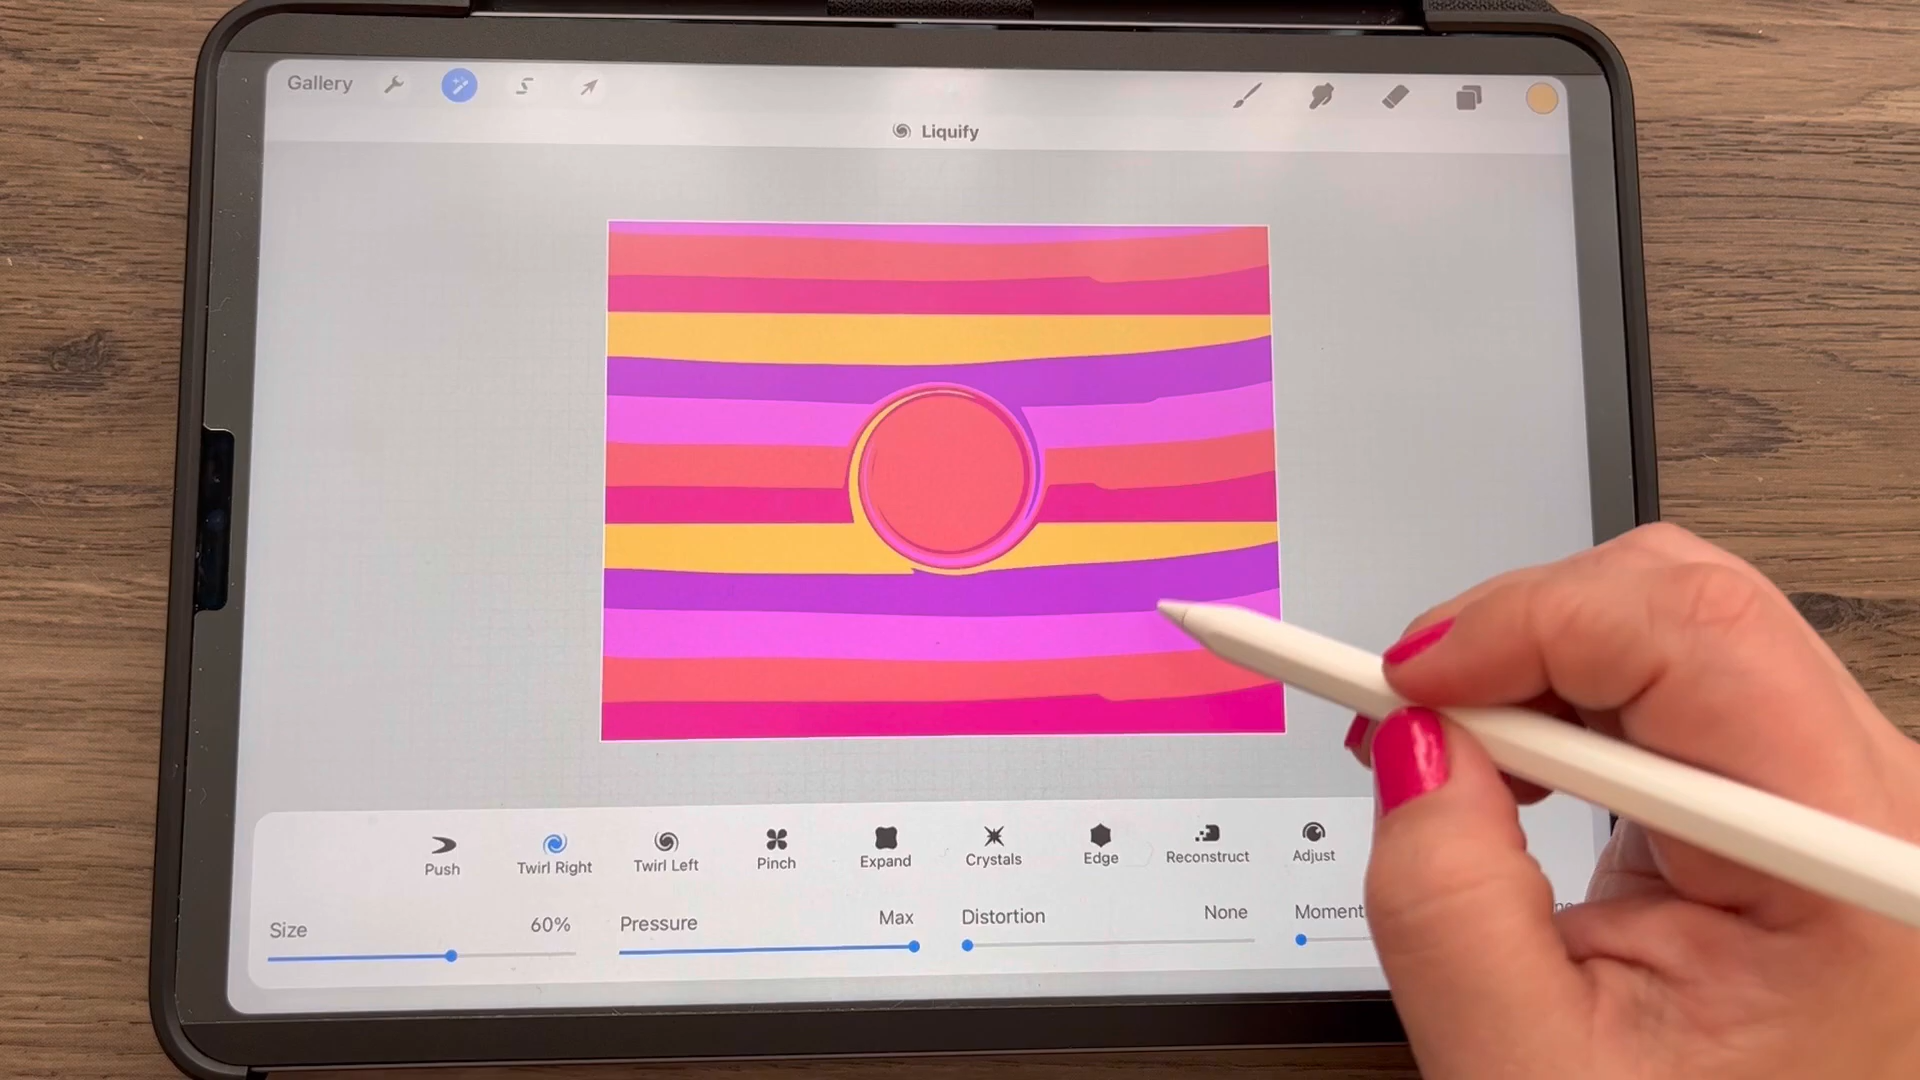 Gallery
Liquify
Push
Twirl Right
Twirl Left
Pinch
Expand
Crystals
Edge
Reconstruct
Adjust
Size 60%
Pressure Max
Distortion None